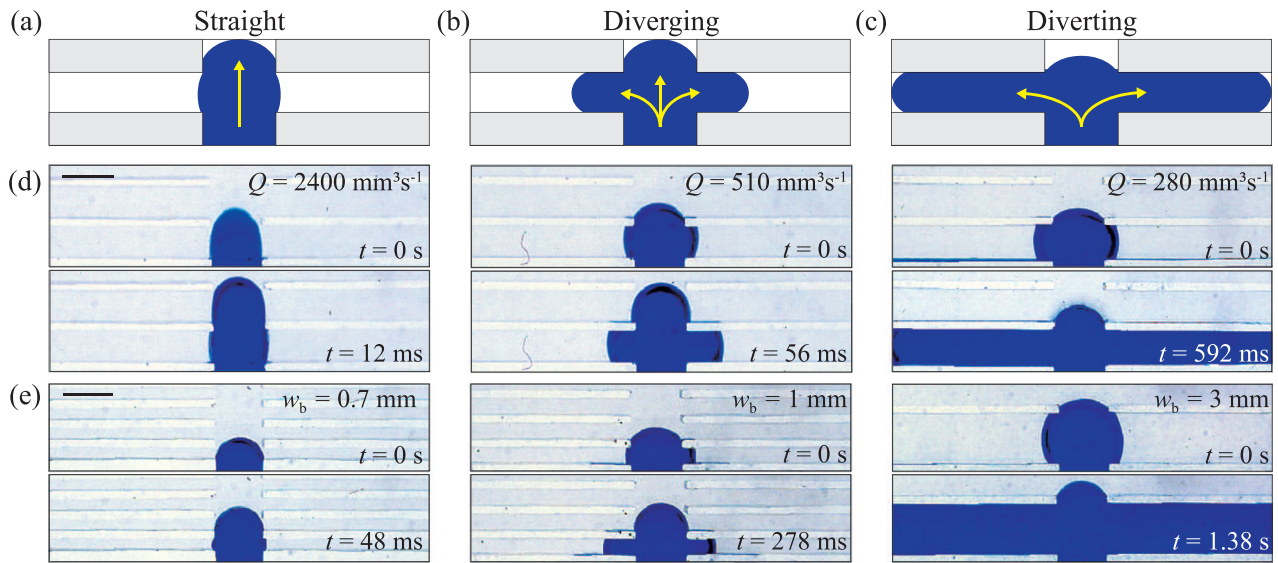 (a) Straight (b) Diverging (c) Diverting
(d) Q = 2400 mm³s⁻¹ Q = 510 mm³s⁻¹ Q = 280 mm³s⁻¹
t = 0 s t = 0 s t = 0 s
t = 12 ms t = 56 ms t = 592 ms
(e) w_b = 0.7 mm w_b = 1 mm w_b = 3 mm
t = 0 s t = 0 s t = 0 s
t = 48 ms t = 278 ms t = 1.38 s